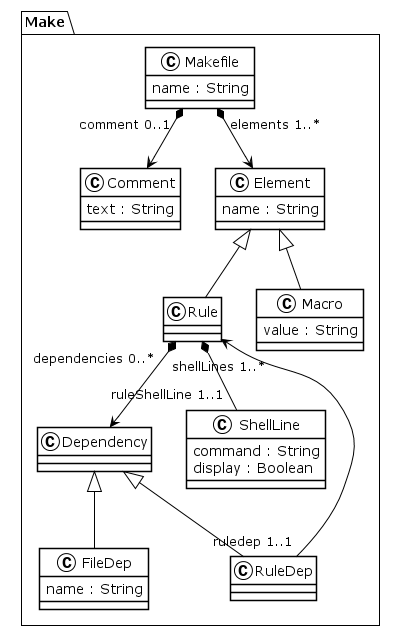 Make
C Makefile
name : String
comment 0..1 elements 1..*
C Comment
text : String
C Element
name : String
C Rule
C Macro
value : String
dependencies 0..*
shellLines 1..*
ruleShellLine 1..1
C Dependency
C ShellLine
command : String
display : Boolean
ruledep 1..1
C FileDep
name : String
C RuleDep